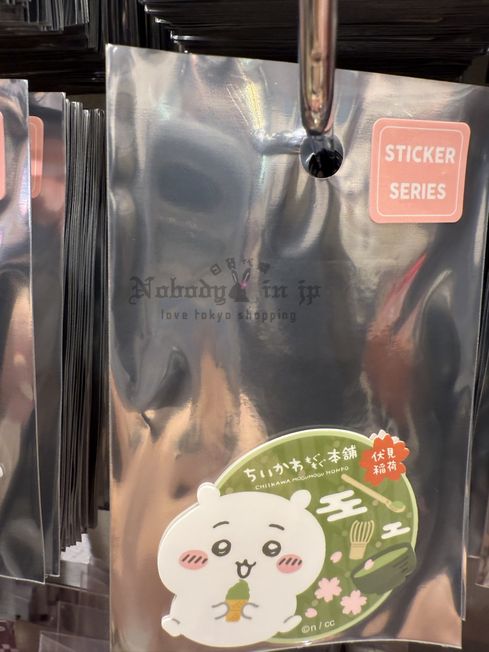 STICKER
SERIES
日貨代購
Nobody in jp
love tokyo shopping
ちいかわもぐもぐ本舗
CHIIKAWA MOGUMOGU HONPO
伏見
稲荷
©n / cc